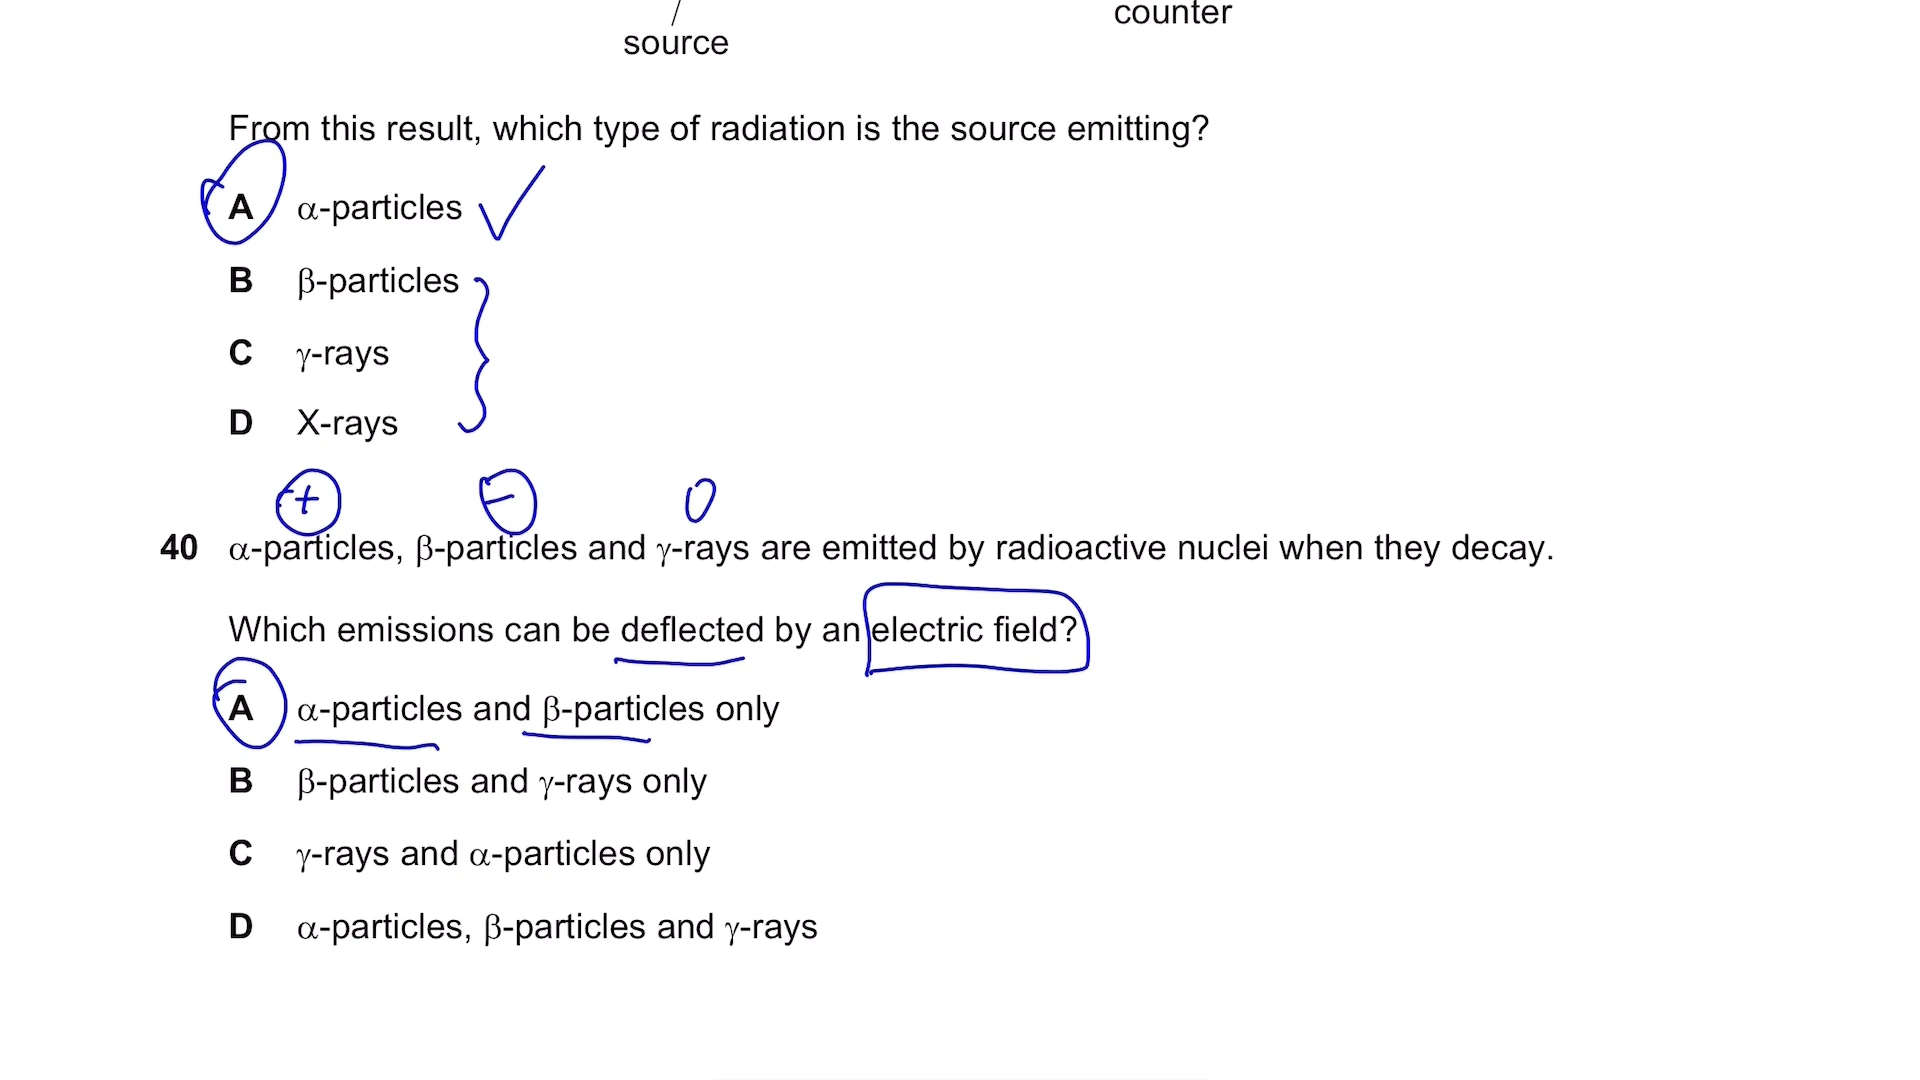 counter
source
From this result, which type of radiation is the source emitting?
A α-particles
B β-particles
C γ-rays
D X-rays
+ − 0
40 α-particles, β-particles and γ-rays are emitted by radioactive nuclei when they decay.
Which emissions can be deflected by an electric field?
A α-particles and β-particles only
B β-particles and γ-rays only
C γ-rays and α-particles only
D α-particles, β-particles and γ-rays